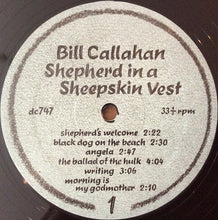 Bill Callahan
Shepherd in a
Sheepskin Vest
dc747 33⅓ rpm
shepherd's welcome 2:22
black dog on the beach 2:30
angela 2:47
the ballad of the hulk 4:04
writing 3:06
morning is
my godmother 2:10
1